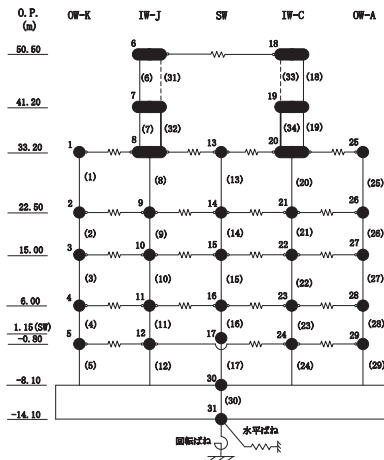 O.P. OW-K IW-J SW IW-C OW-A
(m)
50.50 6 18
(6) (31) (33) (18)
41.20 7 19
(7) (32) (34) (19)
33.20 1 8 13 20 25
(1) (8) (13) (20) (25)
22.50 2 9 14 21 26
(2) (9) (14) (21) (26)
15.00 3 10 15 22 27
(3) (10) (15) (22) (27)
6.00 4 11 16 23 28
1.15(SW) (4) (11) (16) (23) (28)
-0.80 5 12 17 24 29
(5) (12) (17) (24) (29)
-8.10 30
(30)
-14.10 31
水平ばね
回転ばね